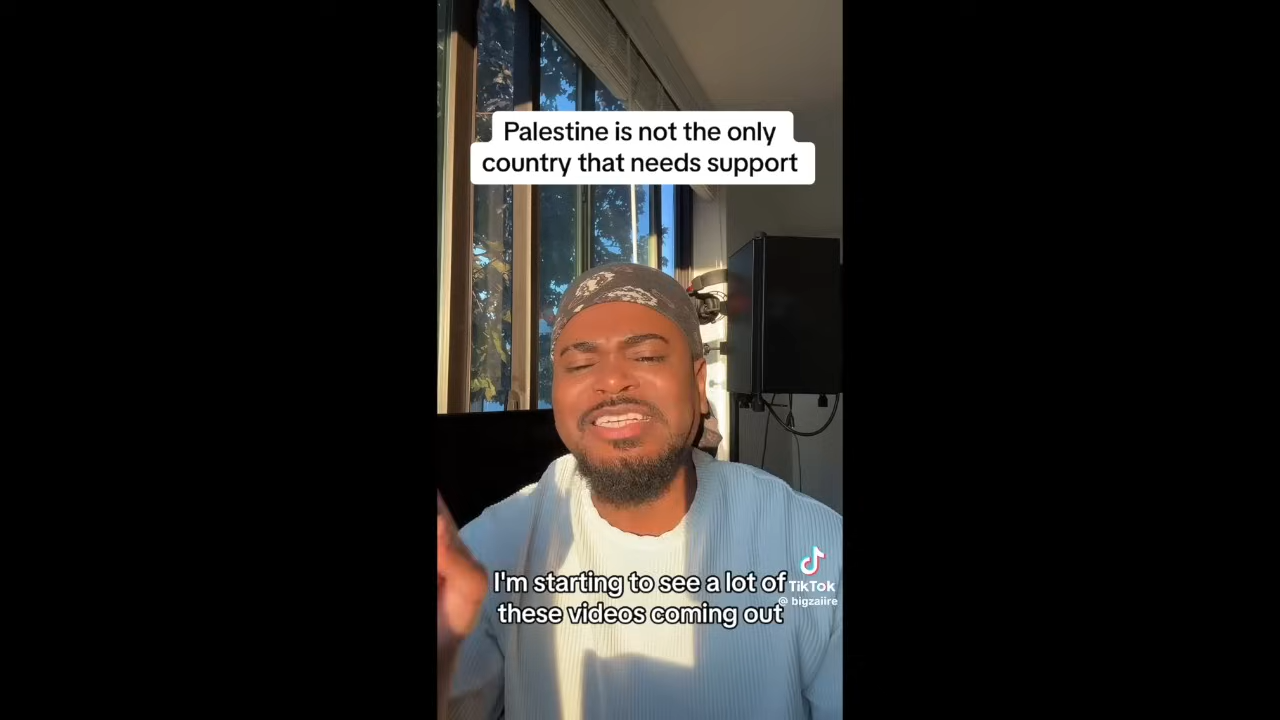 Palestine is not the only
country that needs support
I'm starting to see a lot of
these videos coming out
TikTok
@ bigzaiire